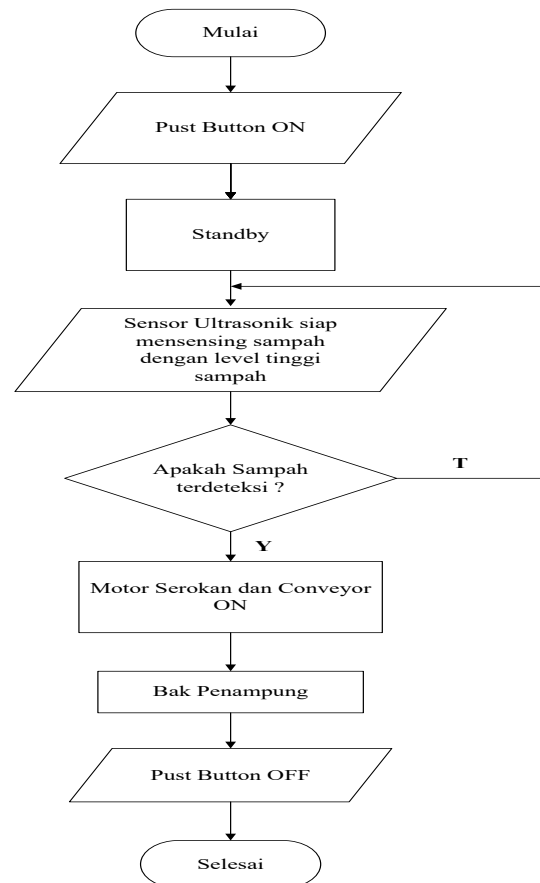 Mulai
Pust Button ON
Standby
Sensor Ultrasonik siap
mensensing sampah
dengan level tinggi
sampah
Apakah Sampah
terdeteksi ?
T
Y
Motor Serokan dan Conveyor
ON
Bak Penampung
Pust Button OFF
Selesai